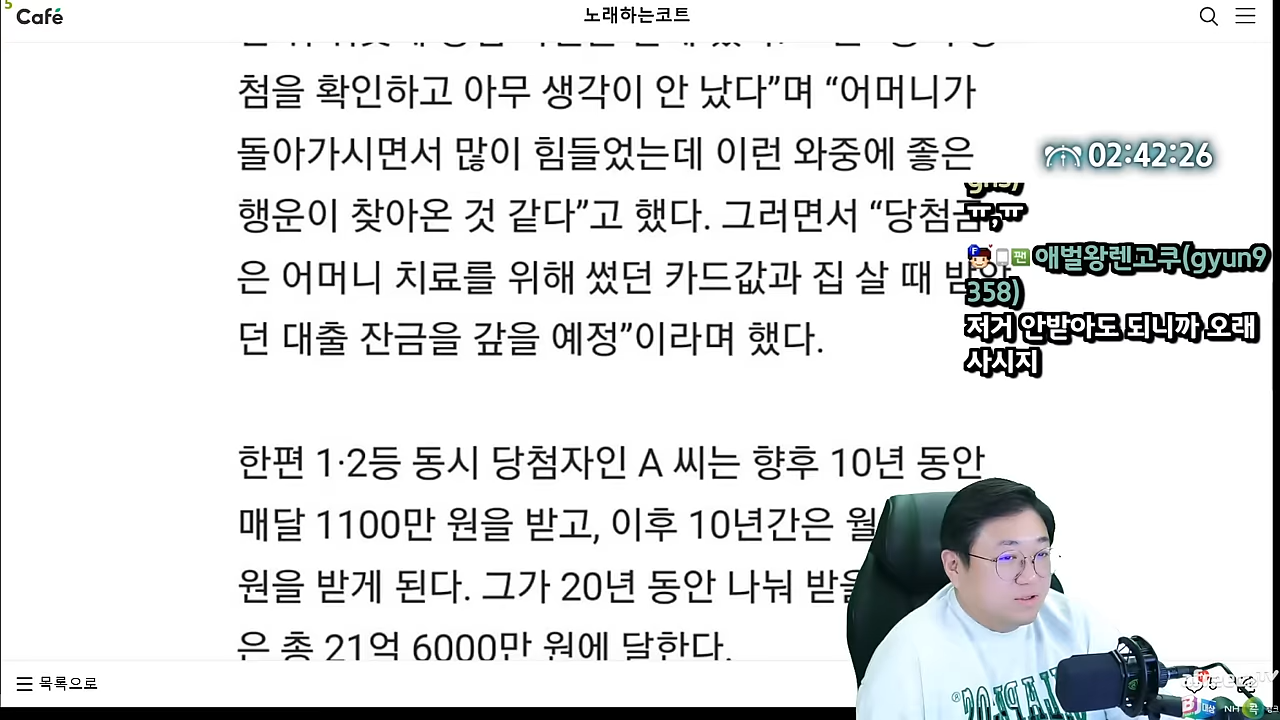 5
Café
노래하는코트
첨을 확인하고 아무 생각이 안 났다”며 “어머니가
돌아가시면서 많이 힘들었는데 이런 와중에 좋은
행운이 찾아온 것 같다”고 했다. 그러면서 “당첨금
은 어머니 치료를 위해 썼던 카드값과 집 살 때 받았
던 대출 잔금을 갚을 예정”이라며 했다.
한편 1·2등 동시 당첨자인 A 씨는 향후 10년 동안
매달 1100만 원을 받고, 이후 10년간은 월
원을 받게 된다. 그가 20년 동안 나눠 받을
은 총 21억 6000만 원에 달한다.
목록으로
02:42:26
ㅠ,ㅠ
애벌왕렌고쿠(gyun9
358)
저거 안받아도 되니까 오래
사시지
NH